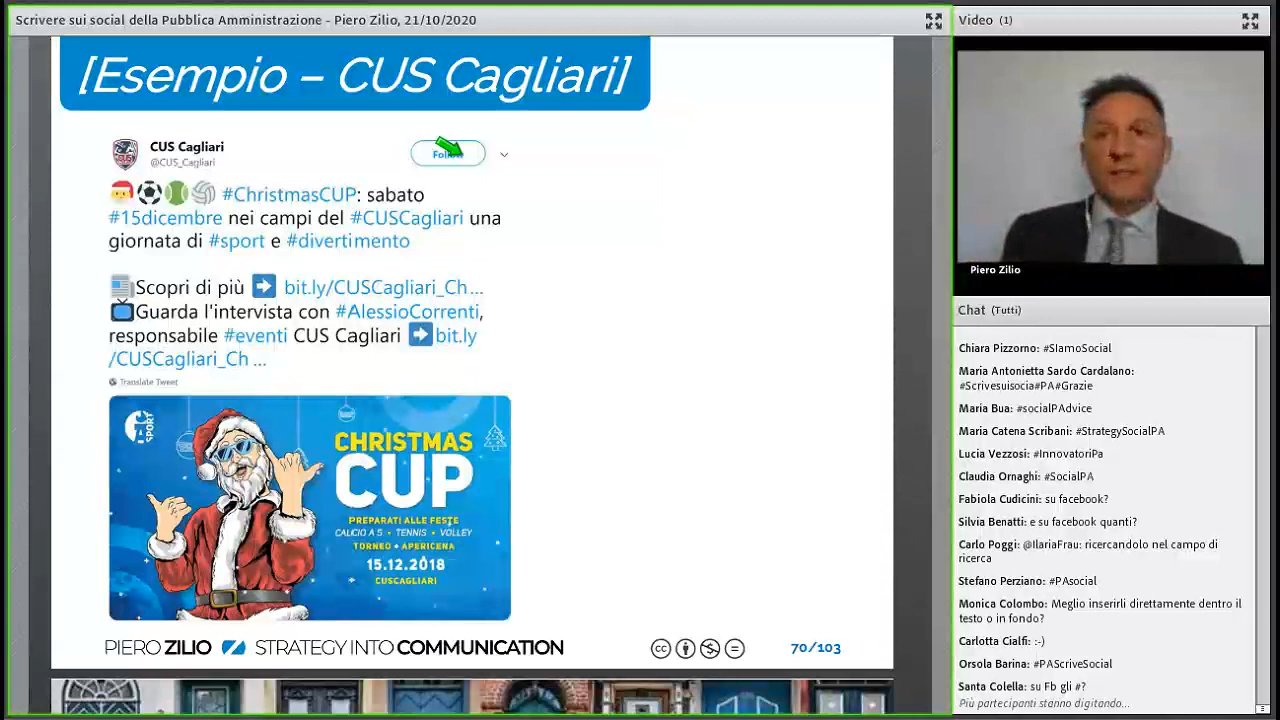 Scrivere sui social della Pubblica Amministrazione - Piero Zilio, 21/10/2020
[Esempio – CUS Cagliari]
CUS Cagliari
@CUS_Cagliari
#ChristmasCUP: sabato
#15dicembre nei campi del #CUSCagliari una
giornata di #sport e #divertimento
Scopri di più ➡ bit.ly/CUSCagliari_Ch…
Guarda l'intervista con #AlessioCorrenti,
responsabile #eventi CUS Cagliari ➡bit.ly
/CUSCagliari_Ch …
Translate Tweet
SPORT
CHRISTMAS
CUP
PREPARATI ALLE FESTE
CALCIO A 5 • TENNIS • VOLLEY
TORNEO + APERICENA
15.12.2018
CUSCAGLIARI
PIERO ZILIO STRATEGY INTO COMMUNICATION
cc
70/103
Video (1)
Piero Zilio
Chat (Tutti)
Chiara Pizzorno: #SIamoSocial
Maria Antonietta Sardo Cardalano:
#Scrivesuisocia#PA#Grazie
Maria Bua: #socialPAdvice
Maria Catena Scribani: #StrategySocialPA
Lucia Vezzosi: #InnovatoriPa
Claudia Ornaghi: #SocialPA
Fabiola Cudicini: su facebook?
Silvia Benatti: e su facebook quanti?
Carlo Poggi: @IlariaFrau: ricercandolo nel campo di
ricerca
Stefano Perziano: #PAsocial
Monica Colombo: Meglio inserirli direttamente dentro il
testo o in fondo?
Carlotta Cialfi: :-)
Orsola Barina: #PAScriveSocial
Santa Colella: su Fb gli #?
Più partecipanti stanno digitando...